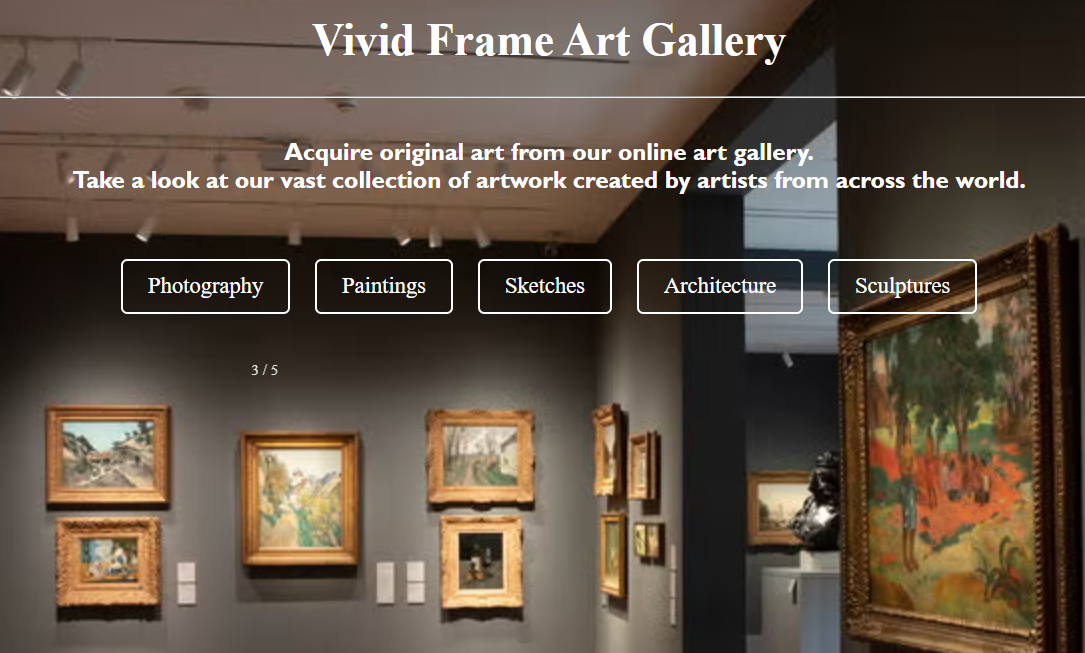 Vivid Frame Art Gallery
Acquire original art from our online art gallery.
Take a look at our vast collection of artwork created by artists from across the world.
Photography Paintings Sketches Architecture Sculptures
3 / 5